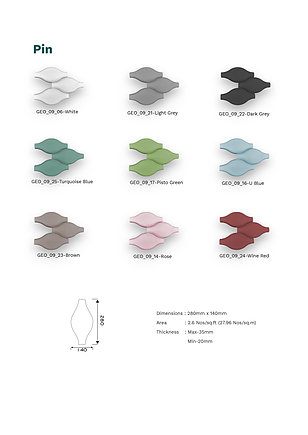 Pin
GEO_09_06-White
GEO_09_21-Light Grey
GEO_09_22-Dark Grey
GEO_09_25-Turquoise Blue
GEO_09_17-Pisto Green
GEO_09_16-U Blue
GEO_09_23-Brown
GEO_09_14-Rose
GEO_09_24-Wine Red
280
140
Dimensions : 280mm x 140mm
Area : 2.6 Nos/sq.ft (27.96 Nos/sq.m)
Thickness : Max-35mm
Min-20mm